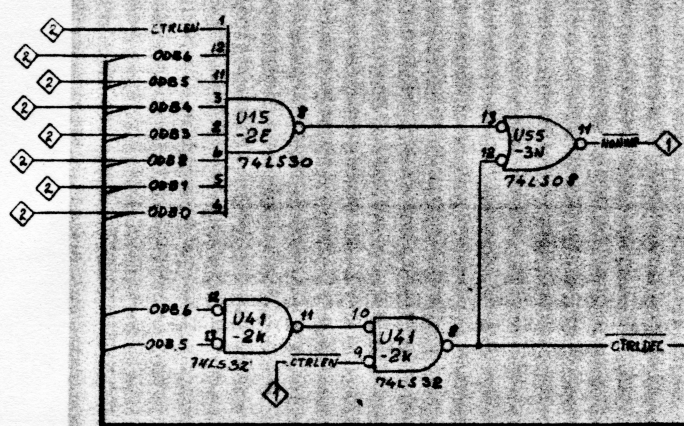 2 CTRLEN 1
2 ODB6 12
2 ODB5 11
2 ODB4 3
2 ODB3 2
2 ODB2 6
2 ODB1 5
2 ODB0 4
U15
-2E
8
74LS30
13
12
U55
-3N
11
1
74LS08
ODB6 12
ODB5 13
U41
-2K
11
74LS32
10
9
CTRLEN
1
U41
-2K
8
74LS32
CTRLDEL